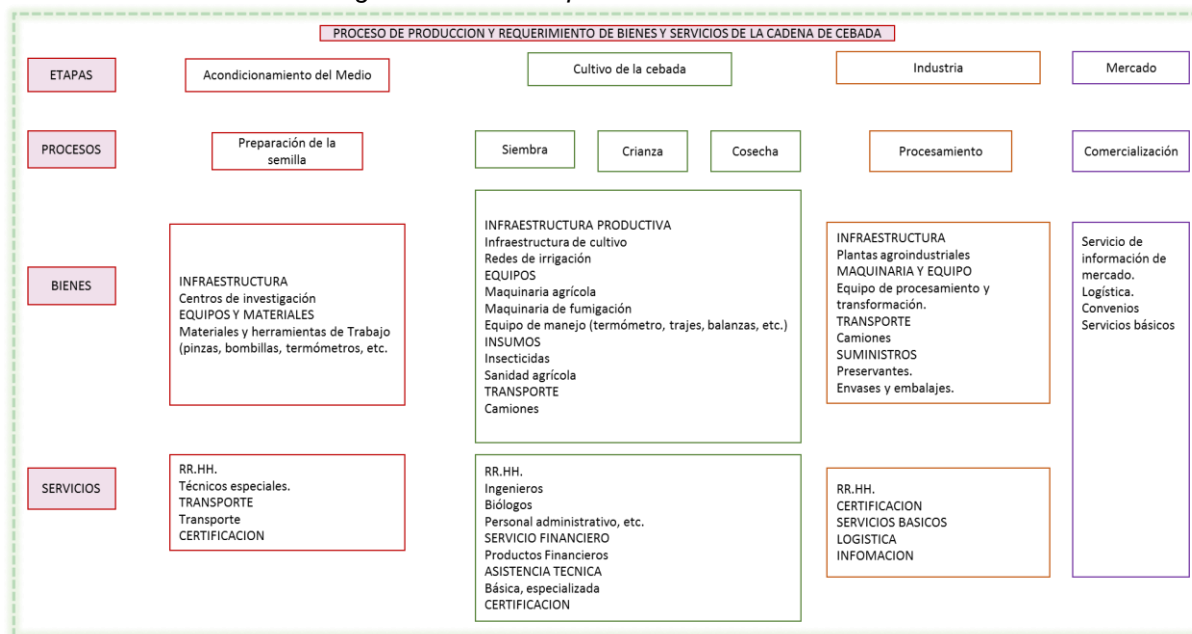 PROCESO DE PRODUCCION Y REQUERIMIENTO DE BIENES Y SERVICIOS DE LA CADENA DE CEBADA
ETAPAS
Acondicionamiento del Medio
Cultivo de la cebada
Industria
Mercado
PROCESOS
Preparación de la
semilla
Siembra
Crianza
Cosecha
Procesamiento
Comercialización
BIENES
INFRAESTRUCTURA
Centros de investigación
EQUIPOS Y MATERIALES
Materiales y herramientas de Trabajo
(pinzas, bombillas, termómetros, etc.
INFRAESTRUCTURA PRODUCTIVA
Infraestructura de cultivo
Redes de irrigación
EQUIPOS
Maquinaria agrícola
Maquinaria de fumigación
Equipo de manejo (termómetro, trajes, balanzas, etc.)
INSUMOS
Insecticidas
Sanidad agrícola
TRANSPORTE
Camiones
INFRAESTRUCTURA
Plantas agroindustriales
MAQUINARIA Y EQUIPO
Equipo de procesamiento y
transformación.
TRANSPORTE
Camiones
SUMINISTROS
Preservantes.
Envases y embalajes.
Servicio de
información de
mercado.
Logística.
Convenios
Servicios básicos
SERVICIOS
RR.HH.
Técnicos especiales.
TRANSPORTE
Transporte
CERTIFICACION
RR.HH.
Ingenieros
Biólogos
Personal administrativo, etc.
SERVICIO FINANCIERO
Productos Financieros
ASISTENCIA TECNICA
Básica, especializada
CERTIFICACION
RR.HH.
CERTIFICACION
SERVICIOS BASICOS
LOGISTICA
INFOMACION